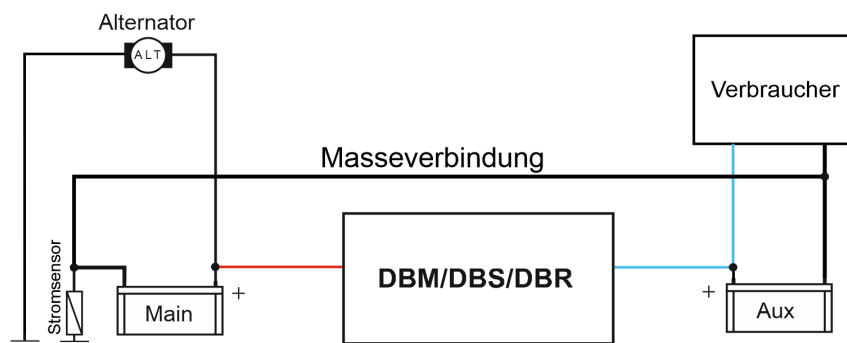 Alternator
ALT
Verbraucher
Masseverbindung
Stromsensor
DBM/DBS/DBR
+
Main
+
Aux